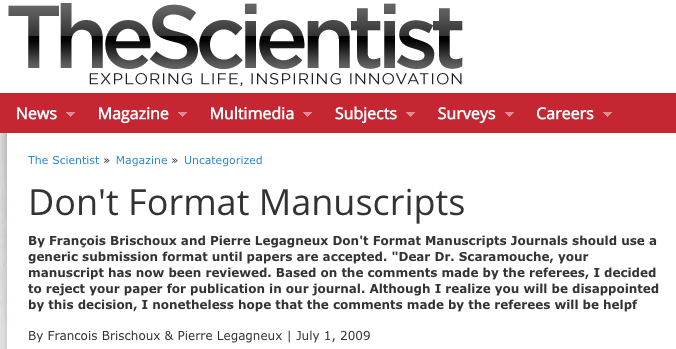 TheScientist
EXPLORING LIFE, INSPIRING INNOVATION
News Magazine Multimedia Subjects Surveys Careers
The Scientist » Magazine » Uncategorized
Don't Format Manuscripts
By François Brischoux and Pierre Legagneux Don't Format Manuscripts Journals should use a
generic submission format until papers are accepted. "Dear Dr. Scaramouche, your
manuscript has now been reviewed. Based on the comments made by the referees, I decided
to reject your paper for publication in our journal. Although I realize you will be disappointed
by this decision, I nonetheless hope that the comments made by the referees will be helpf
By Francois Brischoux & Pierre Legagneux | July 1, 2009